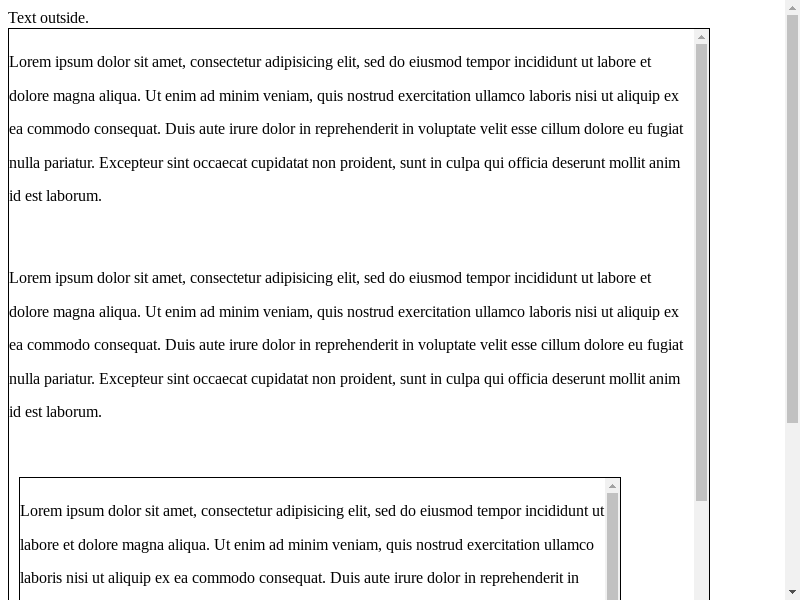 Text outside.
Lorem ipsum dolor sit amet, consectetur adipisicing elit, sed do eiusmod tempor incididunt ut labore et
dolore magna aliqua. Ut enim ad minim veniam, quis nostrud exercitation ullamco laboris nisi ut aliquip ex
ea commodo consequat. Duis aute irure dolor in reprehenderit in voluptate velit esse cillum dolore eu fugiat
nulla pariatur. Excepteur sint occaecat cupidatat non proident, sunt in culpa qui officia deserunt mollit anim
id est laborum.
Lorem ipsum dolor sit amet, consectetur adipisicing elit, sed do eiusmod tempor incididunt ut labore et
dolore magna aliqua. Ut enim ad minim veniam, quis nostrud exercitation ullamco laboris nisi ut aliquip ex
ea commodo consequat. Duis aute irure dolor in reprehenderit in voluptate velit esse cillum dolore eu fugiat
nulla pariatur. Excepteur sint occaecat cupidatat non proident, sunt in culpa qui officia deserunt mollit anim
id est laborum.
Lorem ipsum dolor sit amet, consectetur adipisicing elit, sed do eiusmod tempor incididunt ut
labore et dolore magna aliqua. Ut enim ad minim veniam, quis nostrud exercitation ullamco
laboris nisi ut aliquip ex ea commodo consequat. Duis aute irure dolor in reprehenderit in